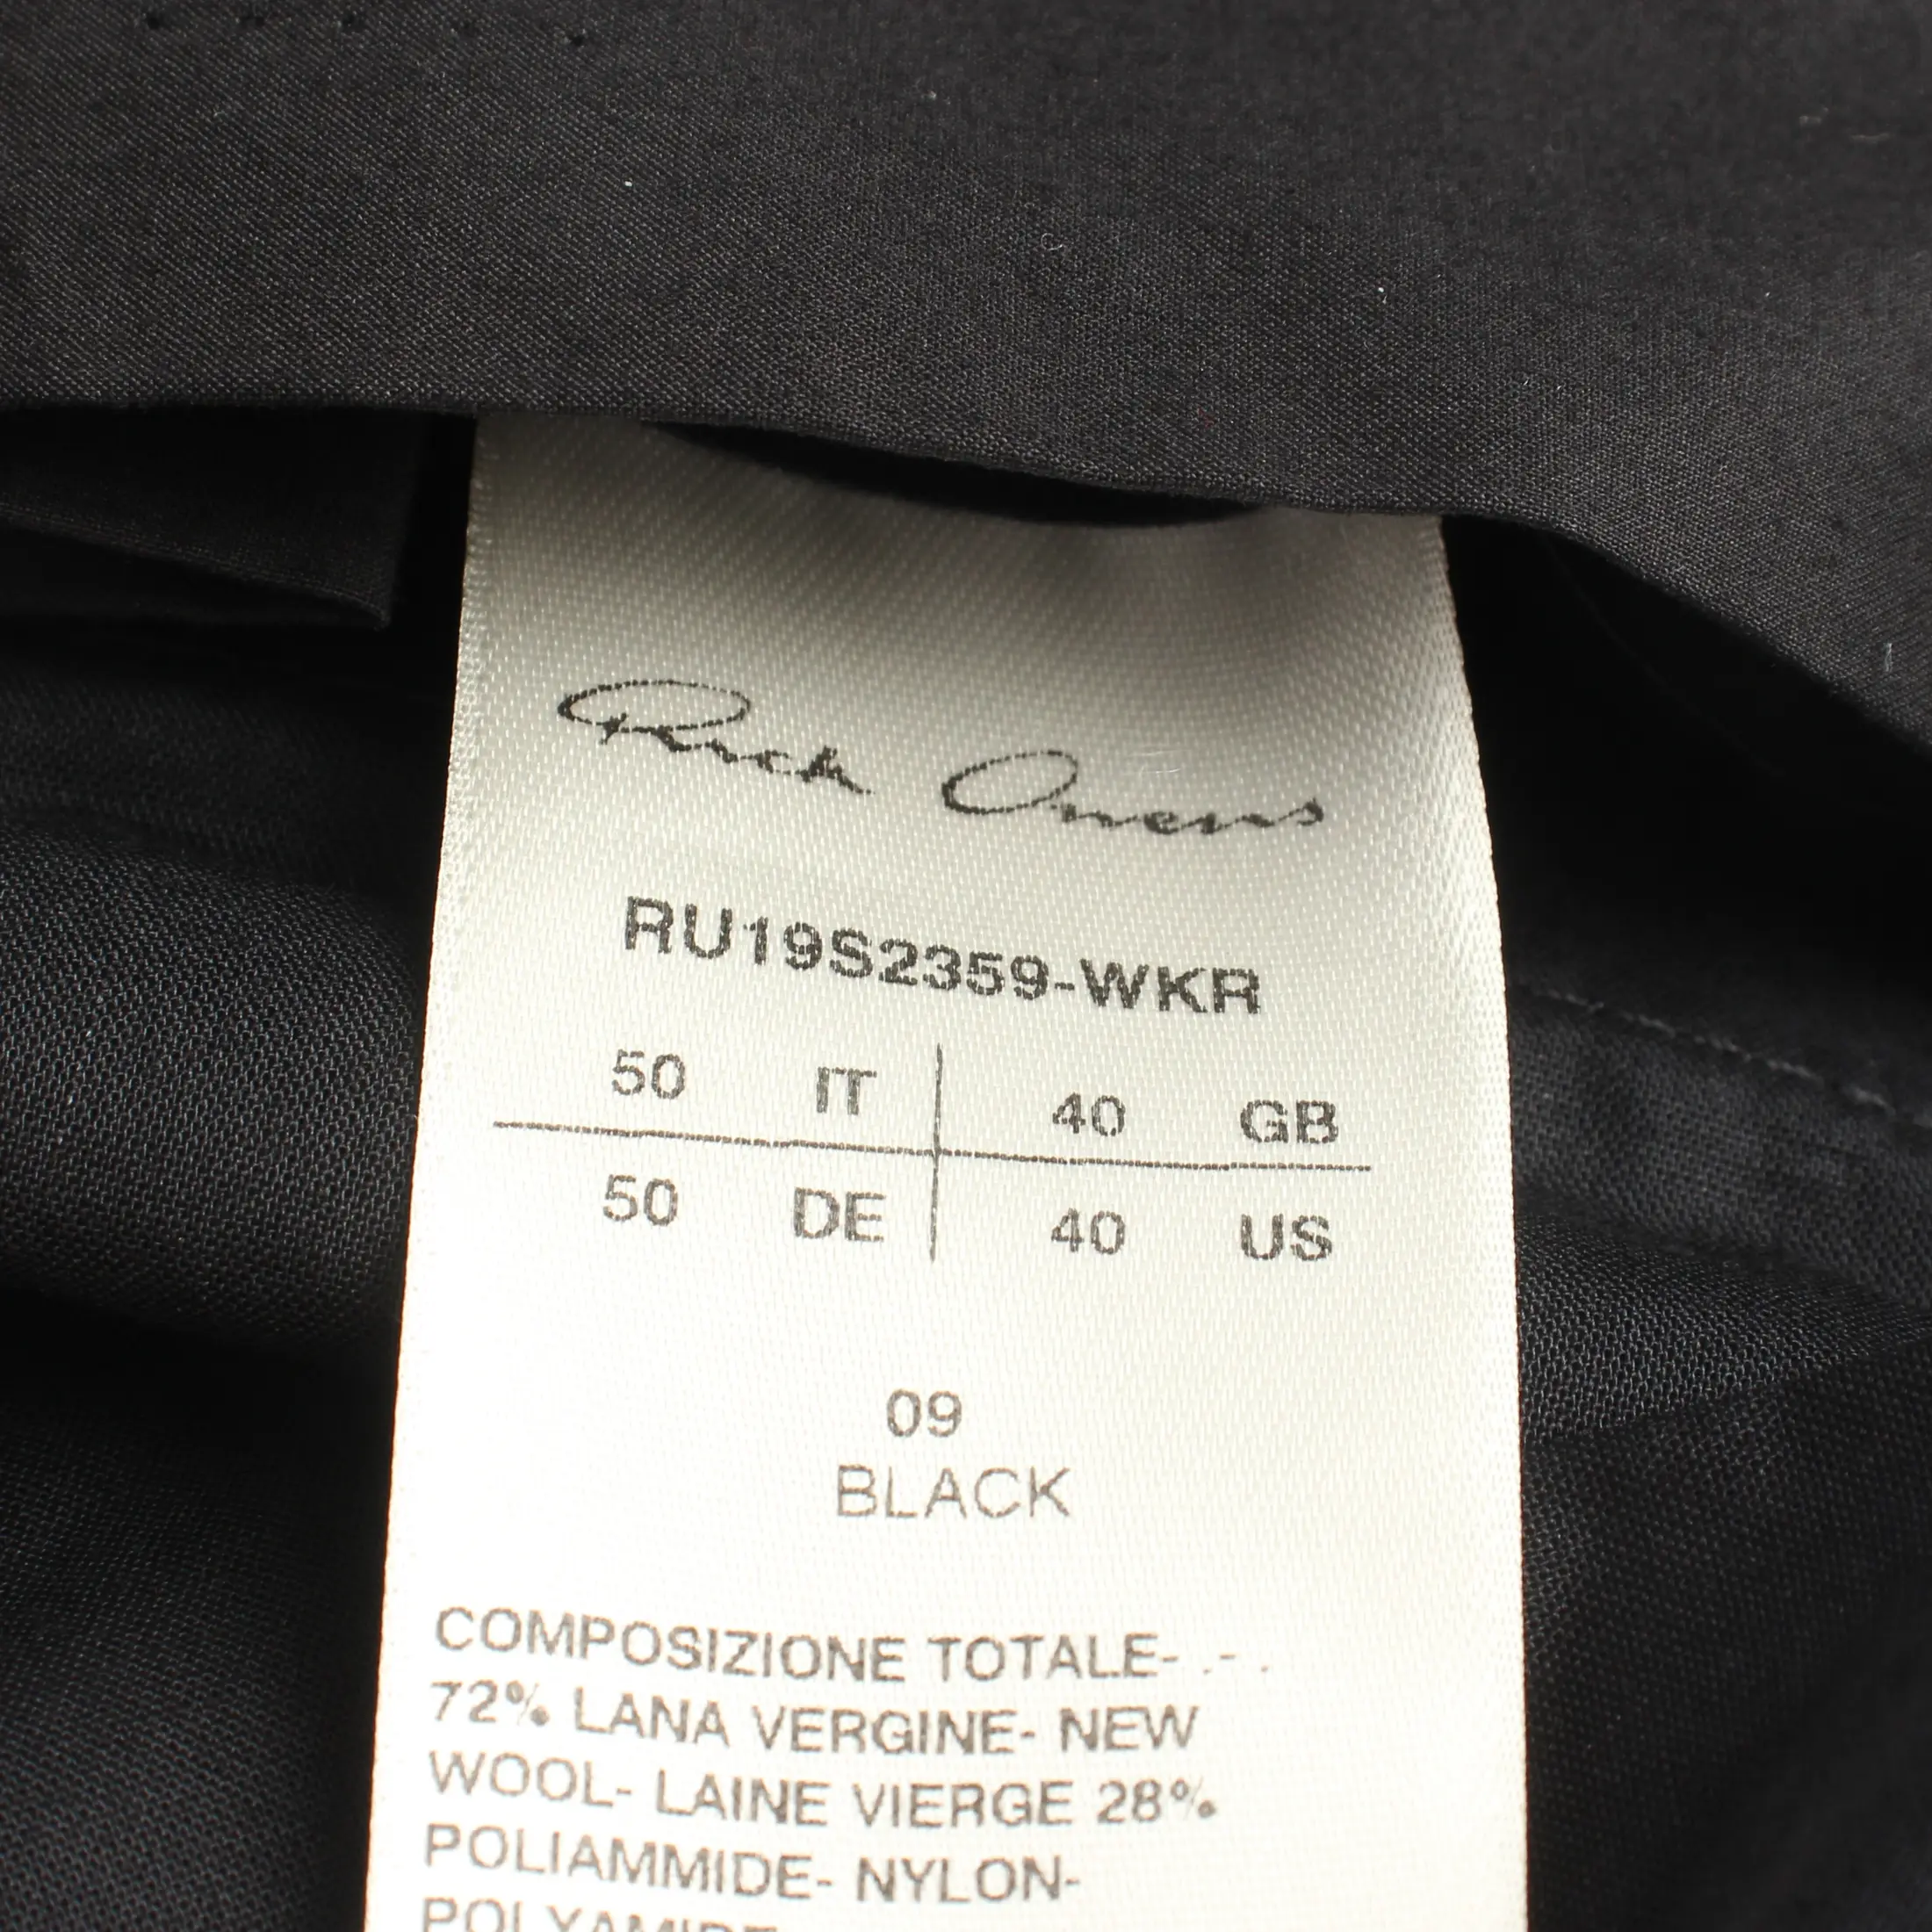 Rick Owens
RU19S2359-WKR
50 IT 40 GB
50 DE 40 US
09
BLACK
COMPOSIZIONE TOTALE- .- .
72% LANA VERGINE- NEW
WOOL- LAINE VIERGE 28%
POLIAMMIDE- NYLON-
POLYAMIDE